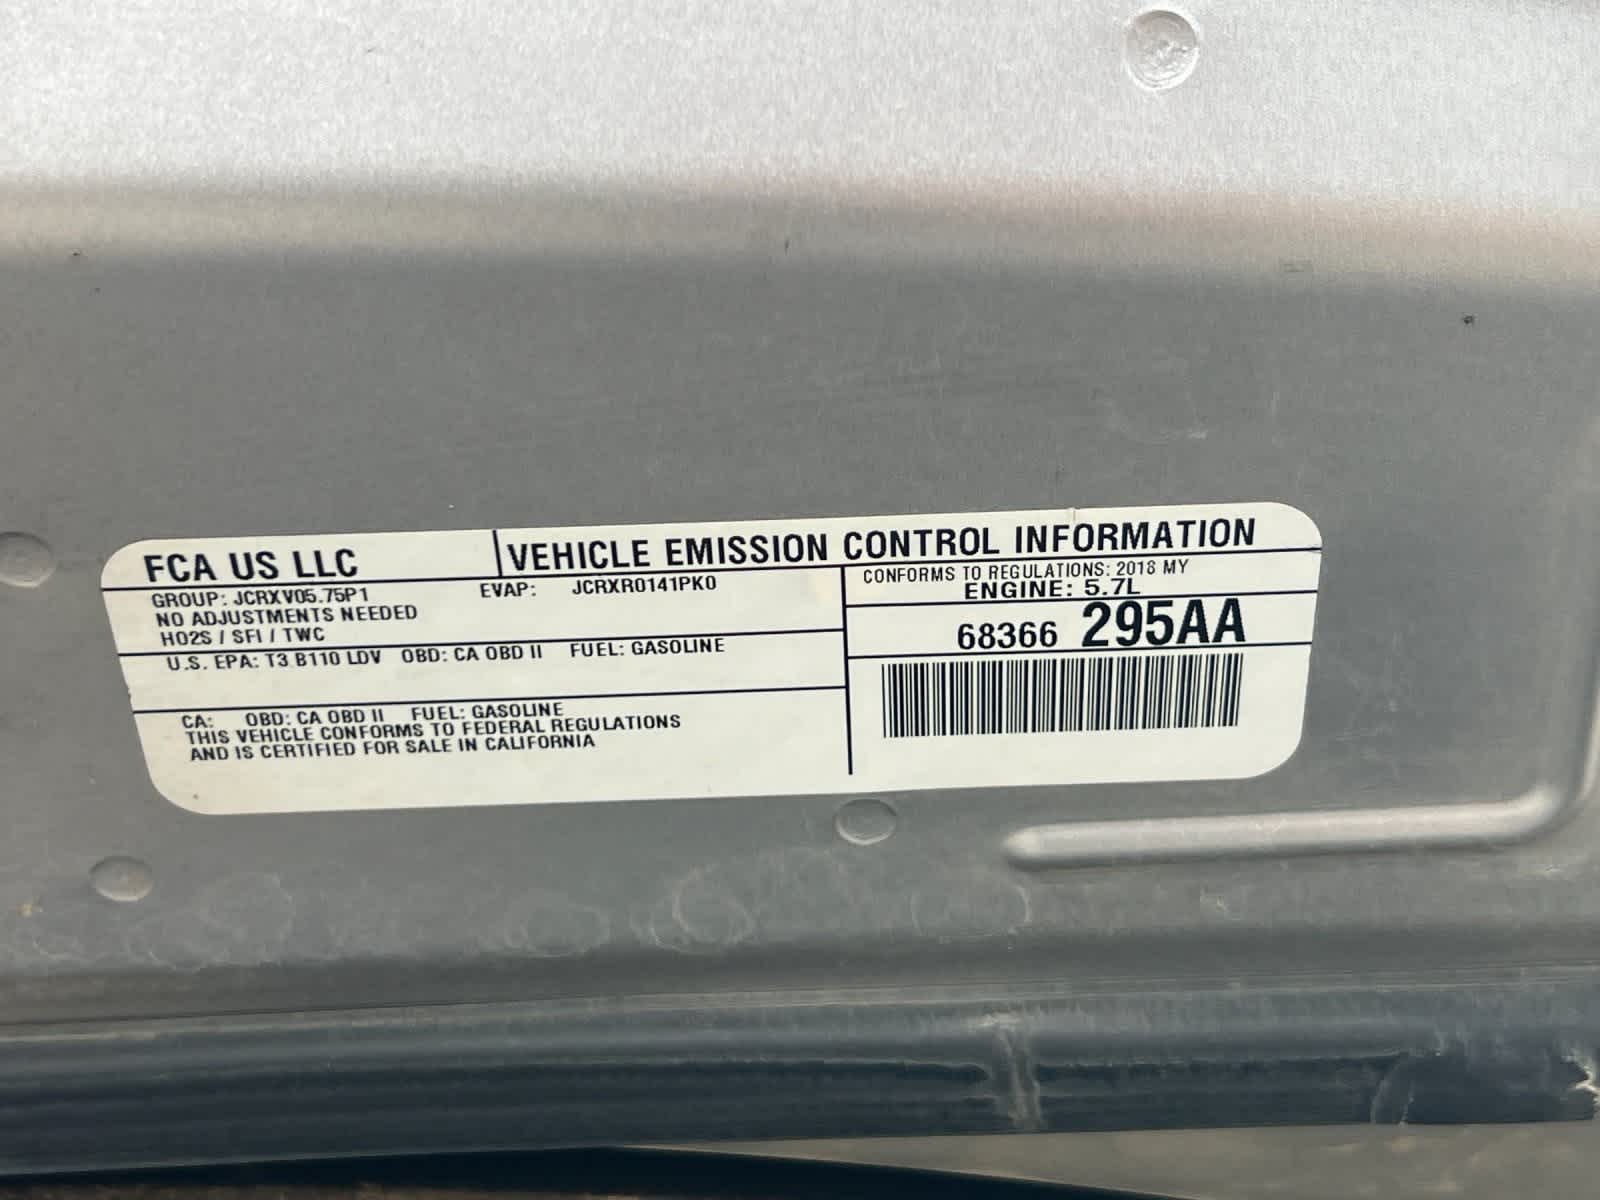 FCA US LLC
VEHICLE EMISSION CONTROL INFORMATION
GROUP: JCRXV05.75P1 EVAP: JCRXR0141PK0
NO ADJUSTMENTS NEEDED
HO2S / SFI / TWC
U.S. EPA: T3 B110 LDV OBD: CA OBD II FUEL: GASOLINE
CA: OBD: CA OBD II FUEL: GASOLINE
THIS VEHICLE CONFORMS TO FEDERAL REGULATIONS
AND IS CERTIFIED FOR SALE IN CALIFORNIA
CONFORMS TO REGULATIONS: 2018 MY
ENGINE: 5.7L
68366 295AA